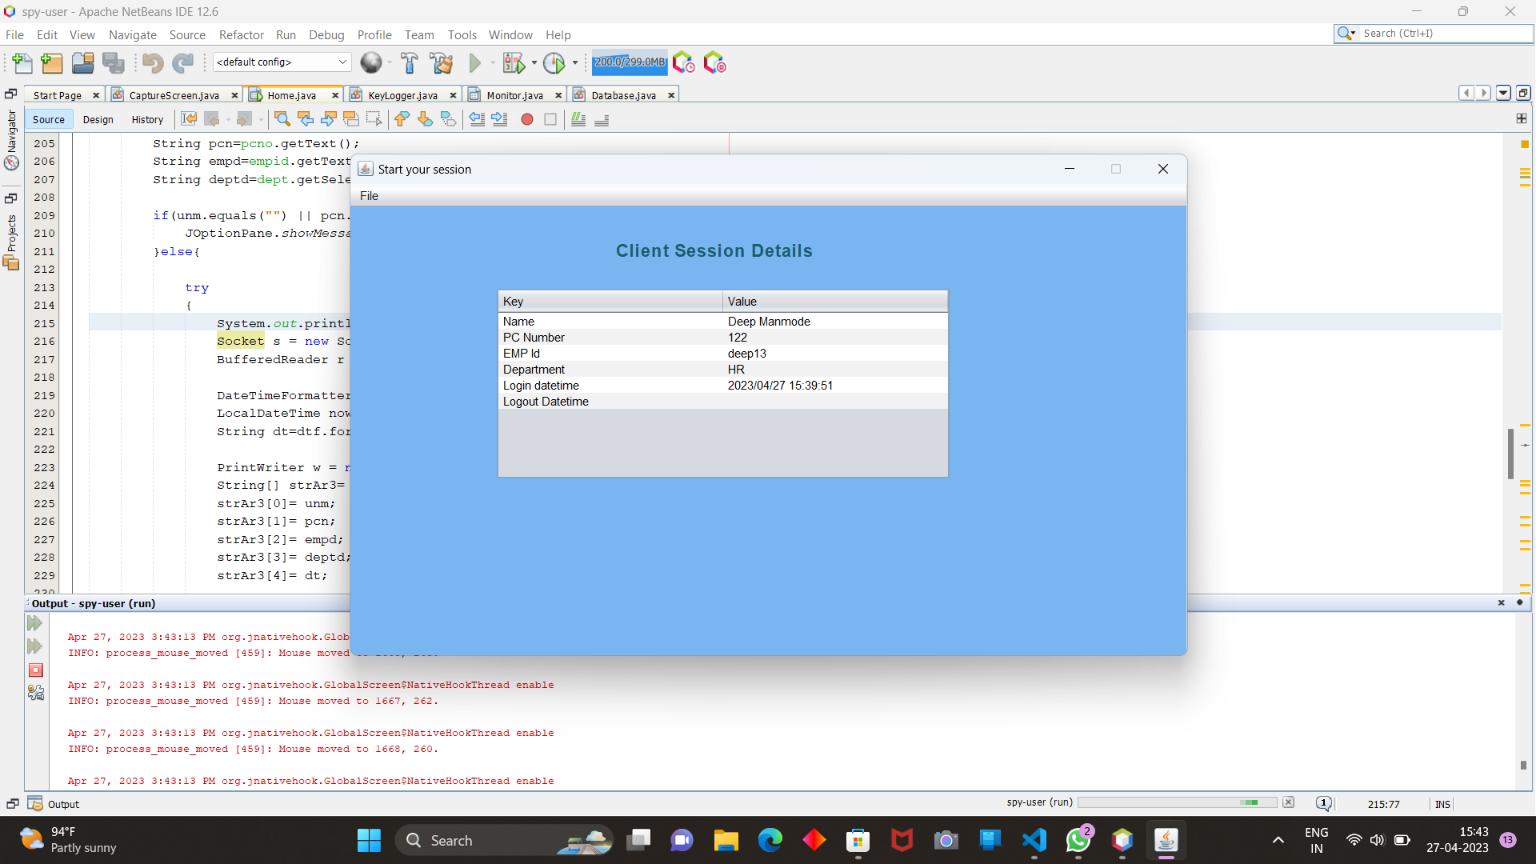 spy-user - Apache NetBeans IDE 12.6
File Edit View Navigate Source Refactor Run Debug Profile Team Tools Window Help
Search (Ctrl+I)
<default config>
200.0/299.0MB
Start Page CaptureScreen.java Home.java KeyLogger.java Monitor.java Database.java
Source Design History
Navigator
Projects
205 String pcn=pcno.getText();
206 String empd=empid.getText
207 String deptd=dept.getSele
208
209 if(unm.equals("") || pcn.
210 JOptionPane.showMessa
211 }else{
212
213 try
214 {
215 System.out.printl
216 Socket s = new So
217 BufferedReader r
218
219 DateTimeFormatter
220 LocalDateTime now
221 String dt=dtf.for
222
223 PrintWriter w = n
224 String[] strAr3=
225 strAr3[0]= unm;
226 strAr3[1]= pcn;
227 strAr3[2]= empd;
228 strAr3[3]= deptd;
229 strAr3[4]= dt;
Start your session
File
Client Session Details
Key Value
Name Deep Manmode
PC Number 122
EMP Id deep13
Department HR
Login datetime 2023/04/27 15:39:51
Logout Datetime
Output - spy-user (run)
Apr 27, 2023 3:43:13 PM org.jnativehook.Glob
INFO: process_mouse_moved [459]: Mouse moved
Apr 27, 2023 3:43:13 PM org.jnativehook.GlobalScreen$NativeHookThread enable
INFO: process_mouse_moved [459]: Mouse moved to 1667, 262.
Apr 27, 2023 3:43:13 PM org.jnativehook.GlobalScreen$NativeHookThread enable
INFO: process_mouse_moved [459]: Mouse moved to 1668, 260.
Apr 27, 2023 3:43:13 PM org.jnativehook.GlobalScreen$NativeHookThread enable
Output
spy-user (run)
1
215:77
INS
94°F
Partly sunny
Search
2
ENG
IN
15:43
27-04-2023
13